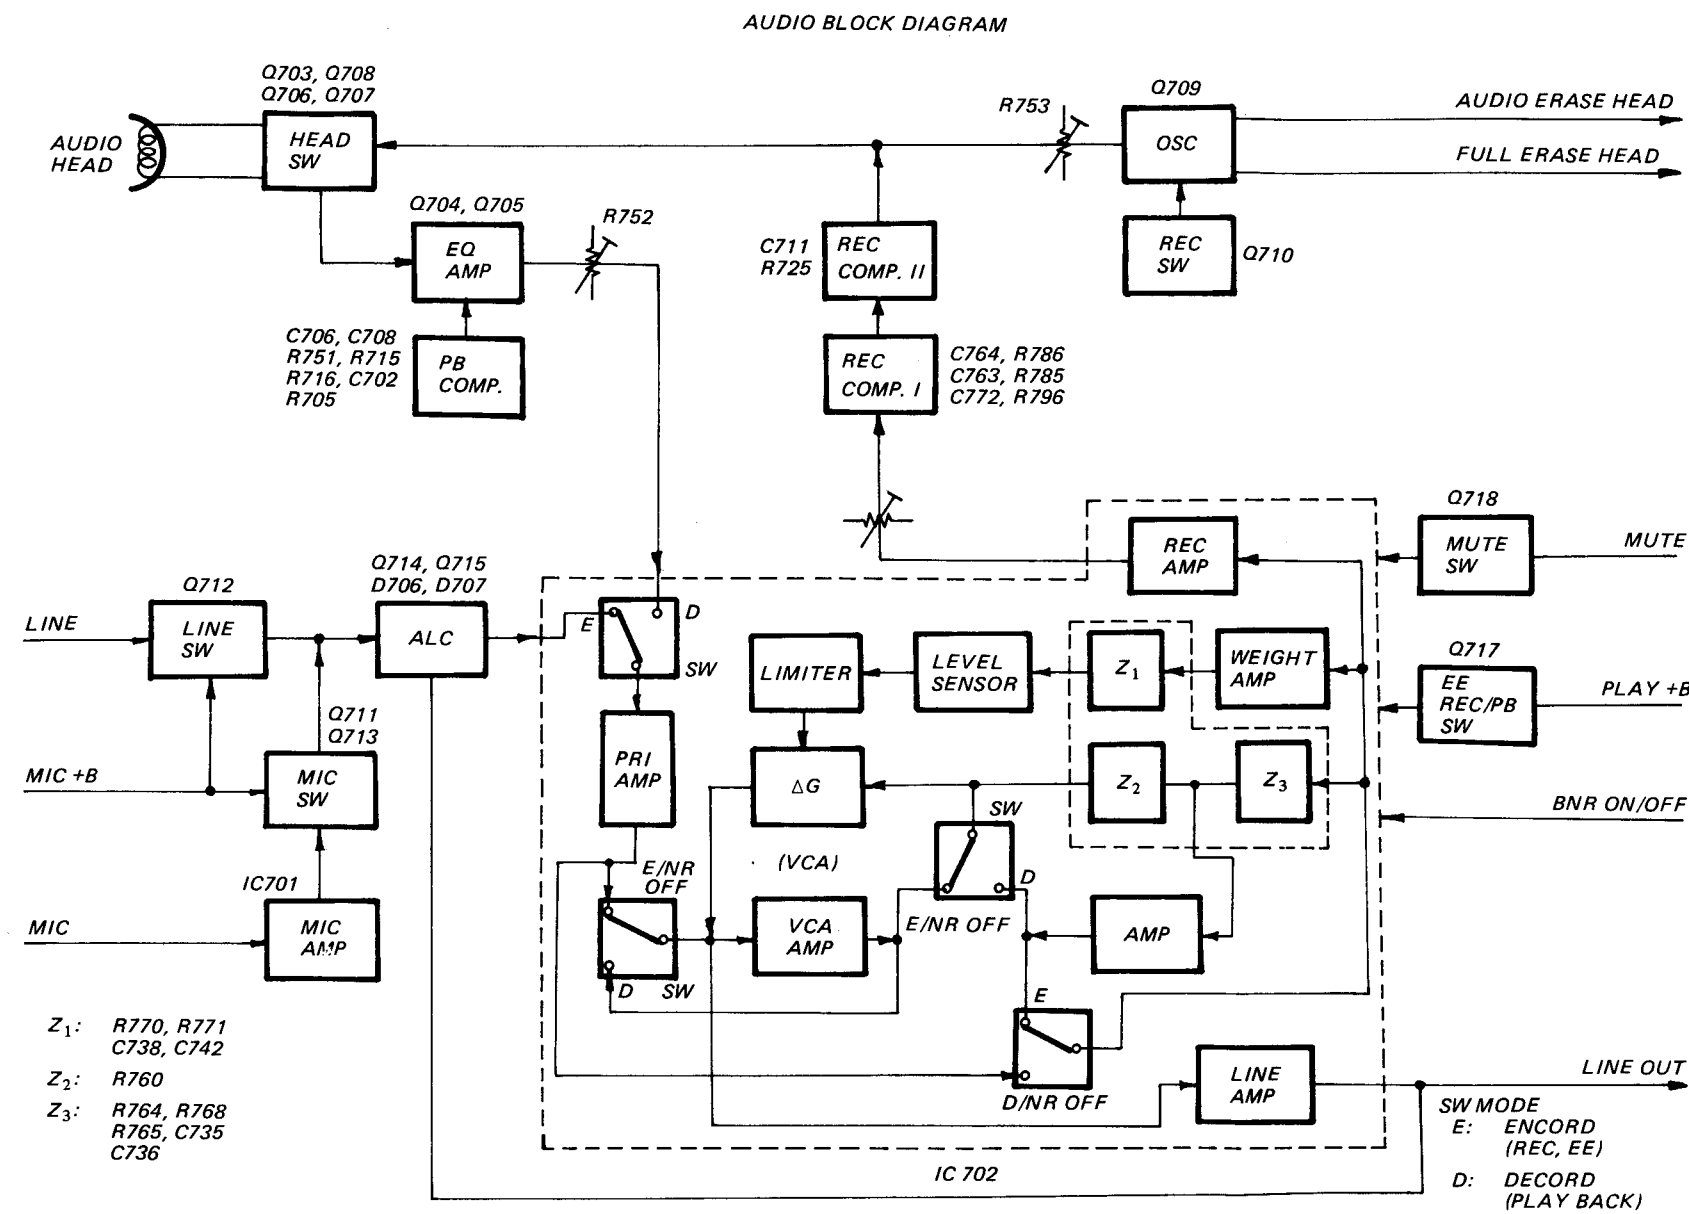 AUDIO BLOCK DIAGRAM
Q703, Q708
Q706, Q707
AUDIO
HEAD
HEAD
SW
R753
Q709
OSC
AUDIO ERASE HEAD
FULL ERASE HEAD
Q704, Q705
EQ
AMP
R752
C711
R725
REC
COMP. II
REC
SW
Q710
C706, C708
R751, R715
R716, C702
R705
PB
COMP.
REC
COMP. I
C764, R786
C763, R785
C772, R796
Q718
MUTE
SW
MUTE
REC
AMP
Q712
LINE
LINE
SW
Q714, Q715
D706, D707
ALC
E
D
SW
LIMITER
LEVEL
SENSOR
Z1
WEIGHT
AMP
Q717
EE
REC/PB
SW
PLAY +B
Q711
Q713
MIC +B
MIC
SW
PRI
AMP
ΔG
Z2
Z3
SW
BNR ON/OFF
(VCA)
E/NR
OFF
D
IC701
MIC
MIC
AMP
VCA
AMP
E/NR OFF
AMP
D
SW
E
D/NR OFF
LINE
AMP
LINE OUT
Z1: R770, R771
C738, C742
Z2: R760
Z3: R764, R768
R765, C735
C736
IC 702
SW MODE
E: ENCORD
(REC, EE)
D: DECORD
(PLAY BACK)